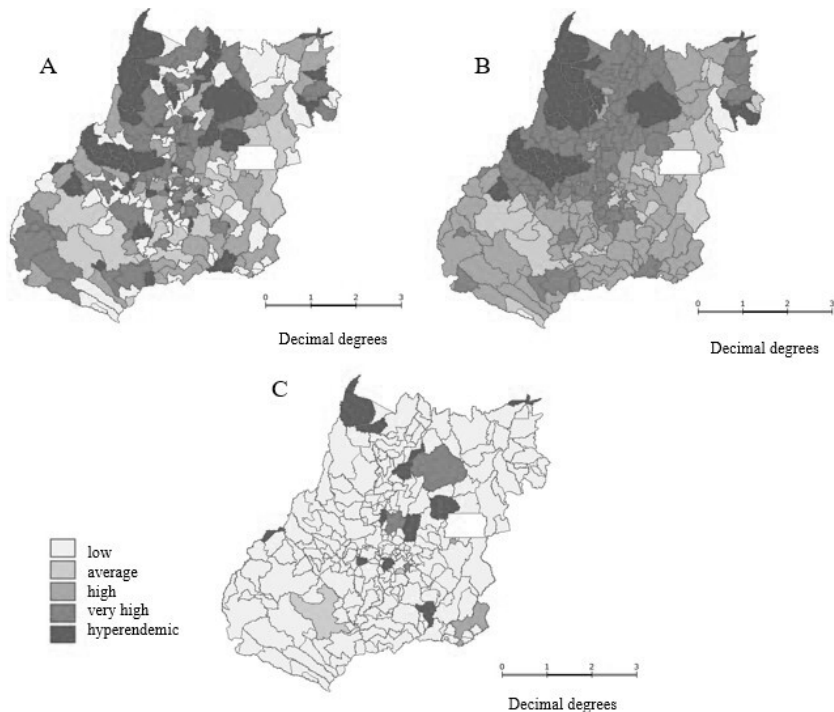 A
B
0 1 2 3
Decimal degrees
0 1 2 3
Decimal degrees
C
low
average
high
very high
hyperendemic
0 1 2 3
Decimal degrees